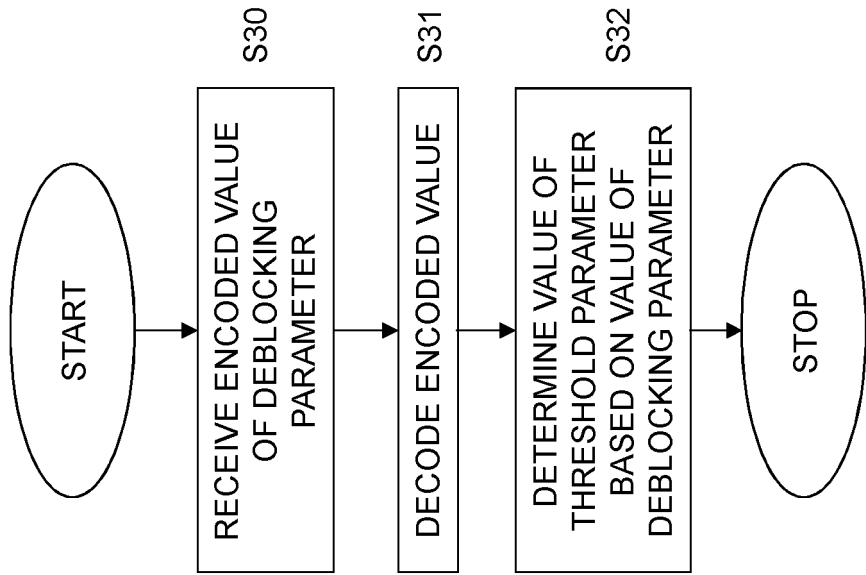 START
RECEIVE ENCODED VALUE
OF DEBLOCKING
PARAMETER
S30
DECODE ENCODED VALUE
S31
DETERMINE VALUE OF
THRESHOLD PARAMETER
BASED ON VALUE OF
DEBLOCKING PARAMETER
S32
STOP